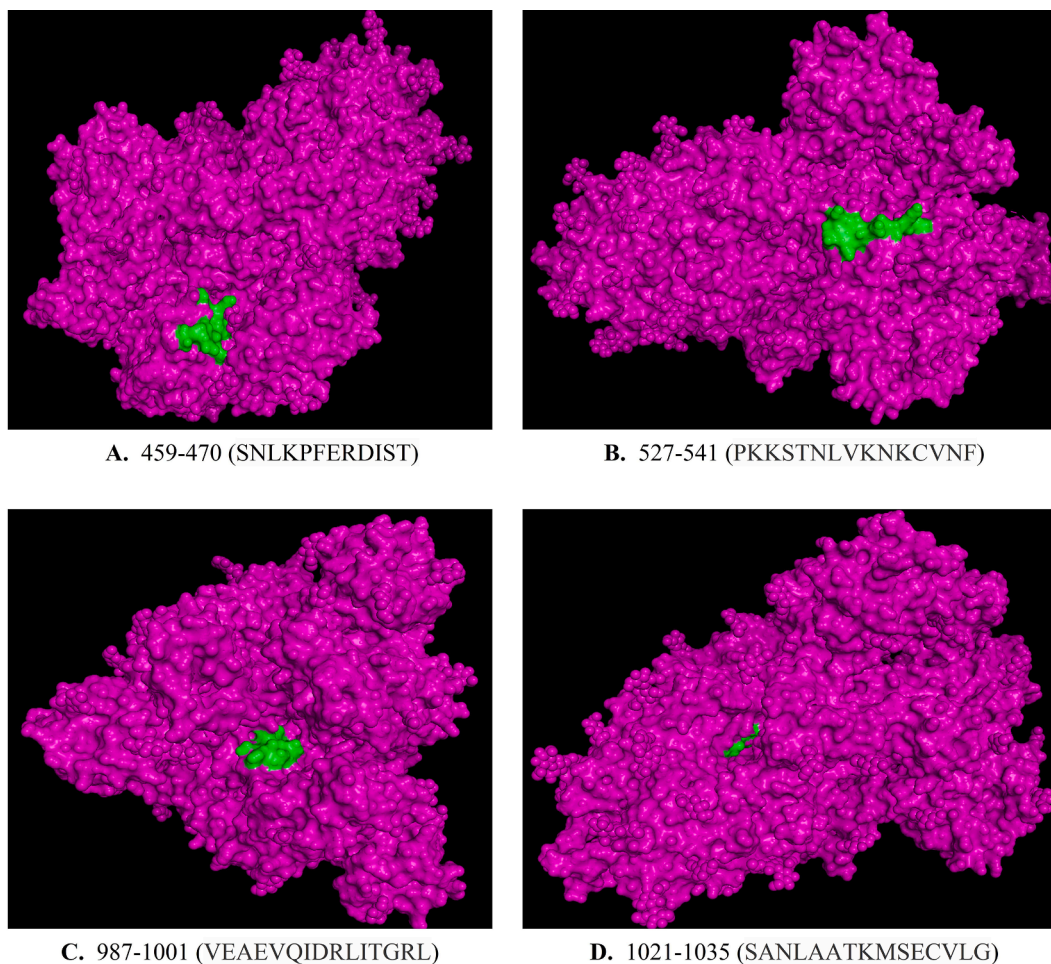 A. 459-470 (SNLKPFERDIST)
B. 527-541 (PKKSTNLVKNKCVNF)
C. 987-1001 (VEAEVQIDRLITGRL)
D. 1021-1035 (SANLAATKMSECVLG)